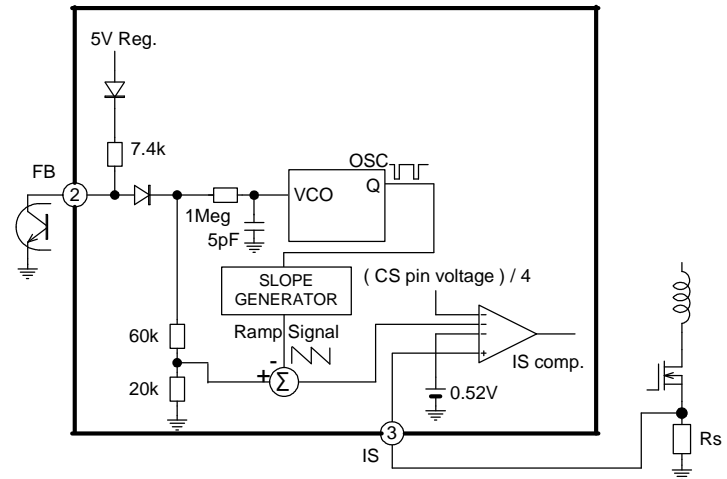 5V Reg.
7.4k
FB
2
OSC
VCO
Q
1Meg
5pF
SLOPE
GENERATOR
( CS pin voltage ) / 4
60k
Ramp Signal
-
-
-
+
IS comp.
+
Σ
20k
0.52V
3
IS
Rs